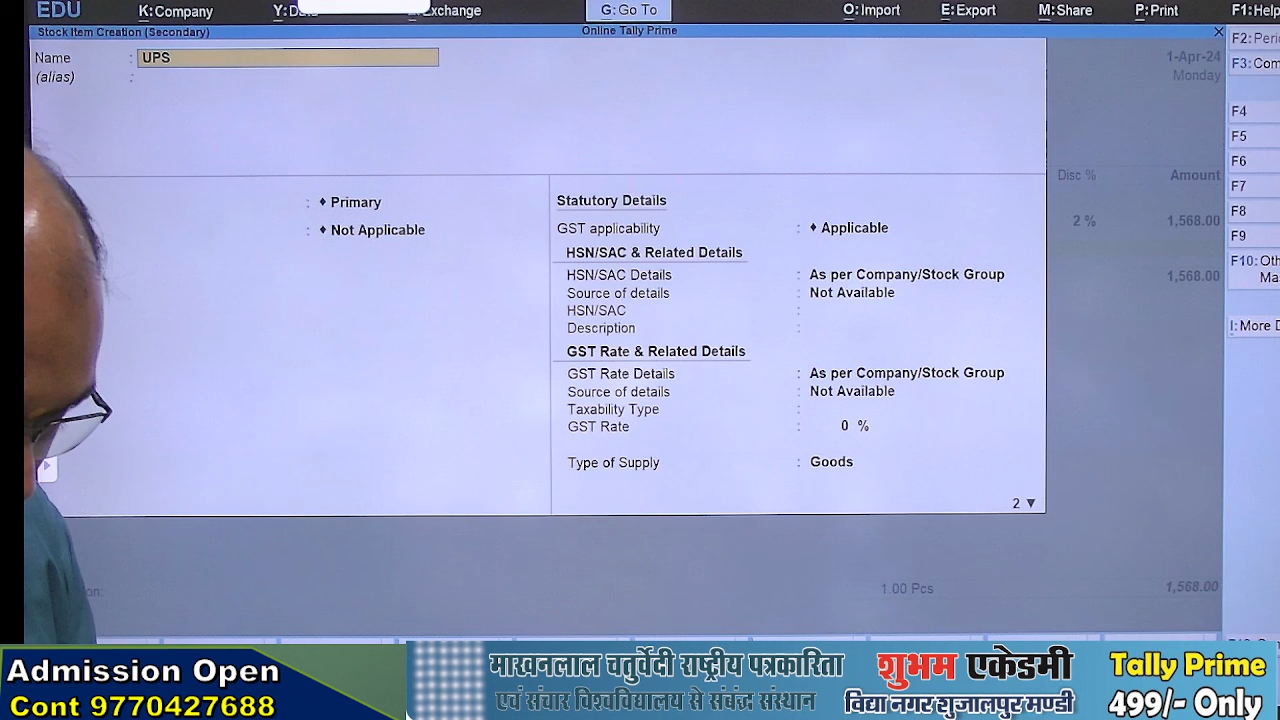 EDU K: Company G: Go To O: Import E: Export M: Share P: Print F1: Help
Stock Item Creation (Secondary) Online Tally Prime
Name : UPS
(alias) :
1-Apr-24
Monday
F3: Com
F4
F5
F6
F7
F8
F9
F10: Oth
Ma
I: More D
Disc % Amount
2 % 1,568.00
1,568.00
: ♦ Primary
: ♦ Not Applicable
Statutory Details
GST applicability : ♦ Applicable
HSN/SAC & Related Details
HSN/SAC Details : As per Company/Stock Group
Source of details : Not Available
HSN/SAC :
Description :
GST Rate & Related Details
GST Rate Details : As per Company/Stock Group
Source of details : Not Available
Taxability Type :
GST Rate : 0 %
Type of Supply : Goods
2 ▼
on:
1.00 Pcs 1,568.00
Admission Open
Cont 9770427688
माखनलाल चतुर्वेदी राष्ट्रीय पत्रकारिता
एवं संचार विश्वविद्यालय से संबंद्ध संस्थान
शुभम एकेडमी
विद्या नगर शुजालपुर मण्डी
Tally Prime
499/- Only